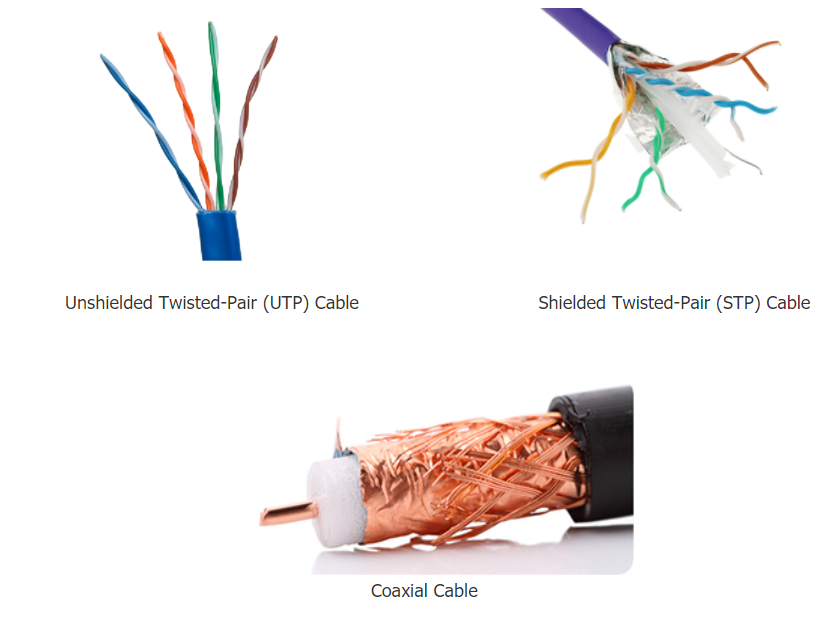 Unshielded Twisted-Pair (UTP) Cable
Shielded Twisted-Pair (STP) Cable
Coaxial Cable